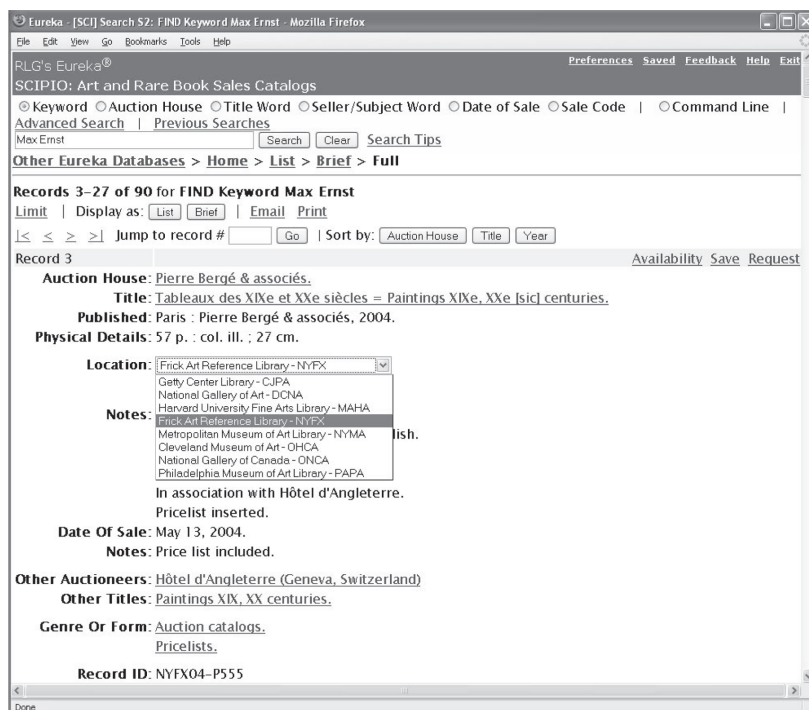 Eureka - [SCI] Search S2: FIND Keyword Max Ernst - Mozilla Firefox
File Edit View Go Bookmarks Tools Help
RLG's Eureka® Preferences Saved Feedback Help Exit
SCIPIO: Art and Rare Book Sales Catalogs
Keyword Auction House Title Word Seller/Subject Word Date of Sale Sale Code | Command Line |
Advanced Search | Previous Searches
Max Ernst Search Clear Search Tips
Other Eureka Databases > Home > List > Brief > Full
Records 3-27 of 90 for FIND Keyword Max Ernst
Limit | Display as: List Brief | Email Print
|< < > >| Jump to record # Go | Sort by: Auction House Title Year
Record 3 Availability Save Request
Auction House: Pierre Bergé & associés.
Title: Tableaux des XIXe et XXe siècles = Paintings XIXe, XXe [sic] centuries.
Published: Paris : Pierre Bergé & associés, 2004.
Physical Details: 57 p. : col. ill. ; 27 cm.
Location: Frick Art Reference Library - NYFX
Getty Center Library - CJPA
National Gallery of Art - DCNA
Harvard University Fine Arts Library - MAHA
Notes: Frick Art Reference Library - NYFX
Metropolitan Museum of Art Library - NYMA lish.
Cleveland Museum of Art - OHCA
National Gallery of Canada - ONCA
Philadelphia Museum of Art Library - PAPA
In association with Hôtel d'Angleterre.
Pricelist inserted.
Date Of Sale: May 13, 2004.
Notes: Price list included.
Other Auctioneers: Hôtel d'Angleterre (Geneva, Switzerland)
Other Titles: Paintings XIX, XX centuries.
Genre Or Form: Auction catalogs.
Pricelists.
Record ID: NYFX04-P555
Done